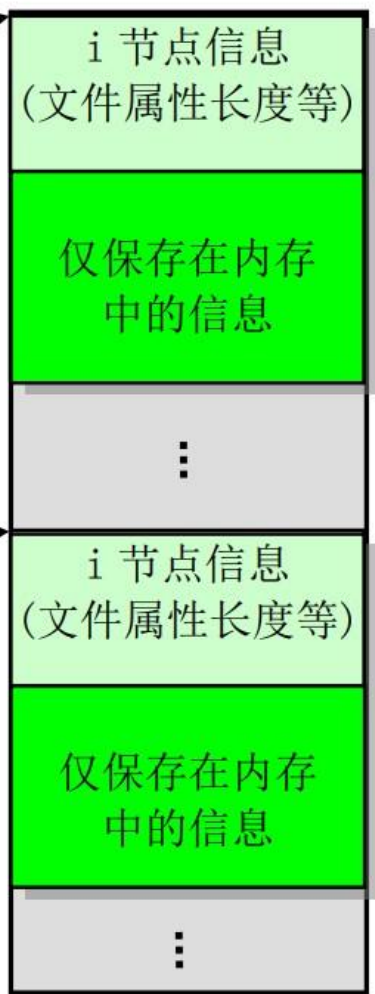 i 节点信息
(文件属性长度等)
仅保存在内存
中的信息
⋮
i 节点信息
(文件属性长度等)
仅保存在内存
中的信息
⋮